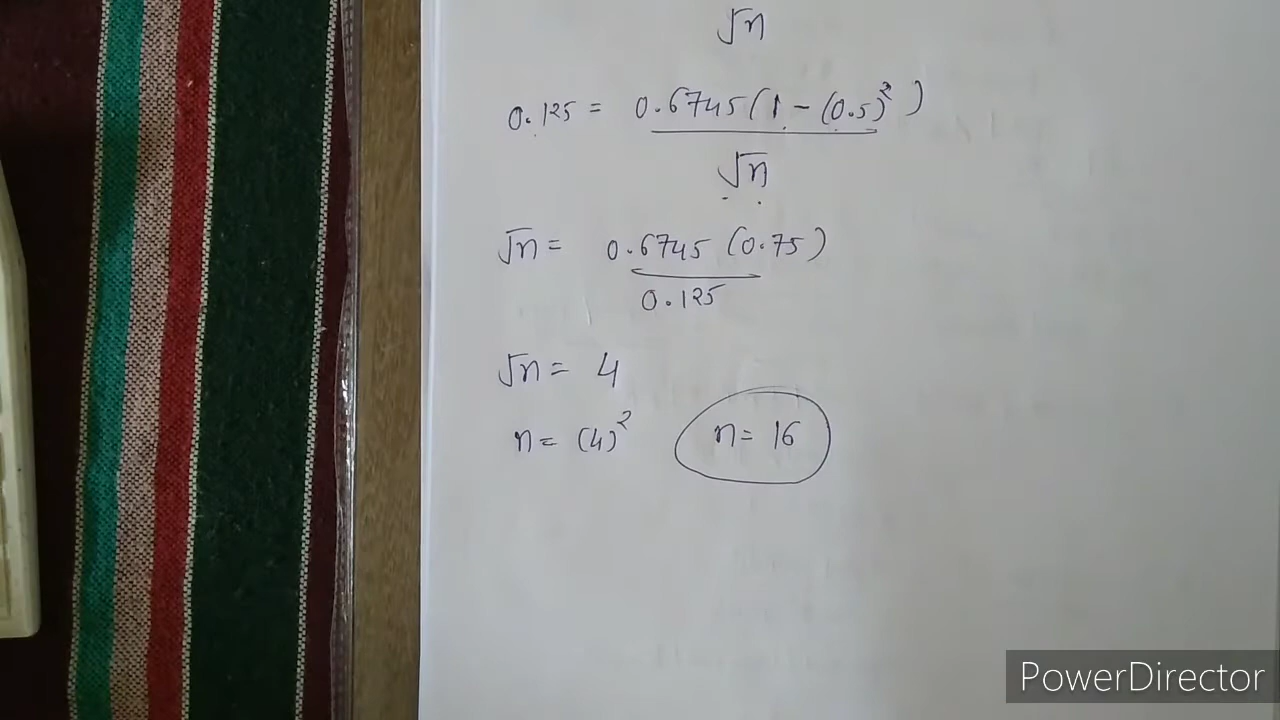 √n
0.125 = 0.6745(1 - (0.5)²)
√n
√n = 0.6745 (0.75)
0.125
√n = 4
n = (4)² n = 16
PowerDirector